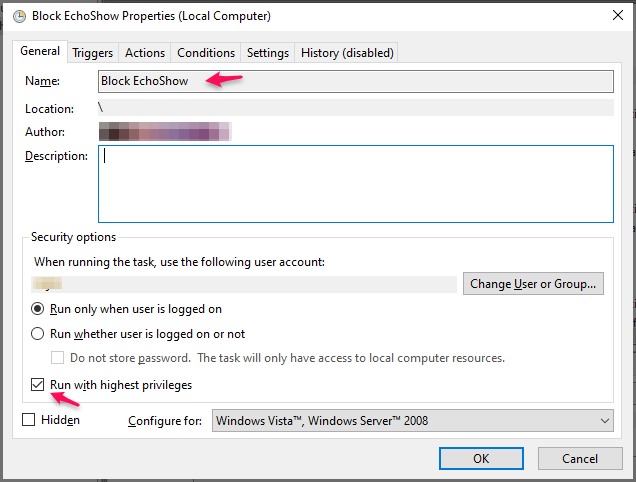 Block EchoShow Properties (Local Computer)
General Triggers Actions Conditions Settings History (disabled)
Name: Block EchoShow
Location: \
Author:
Description:
Security options
When running the task, use the following user account:
Change User or Group...
Run only when user is logged on
Run whether user is logged on or not
Do not store password. The task will only have access to local computer resources.
Run with highest privileges
Hidden Configure for: Windows Vista™, Windows Server™ 2008
OK Cancel